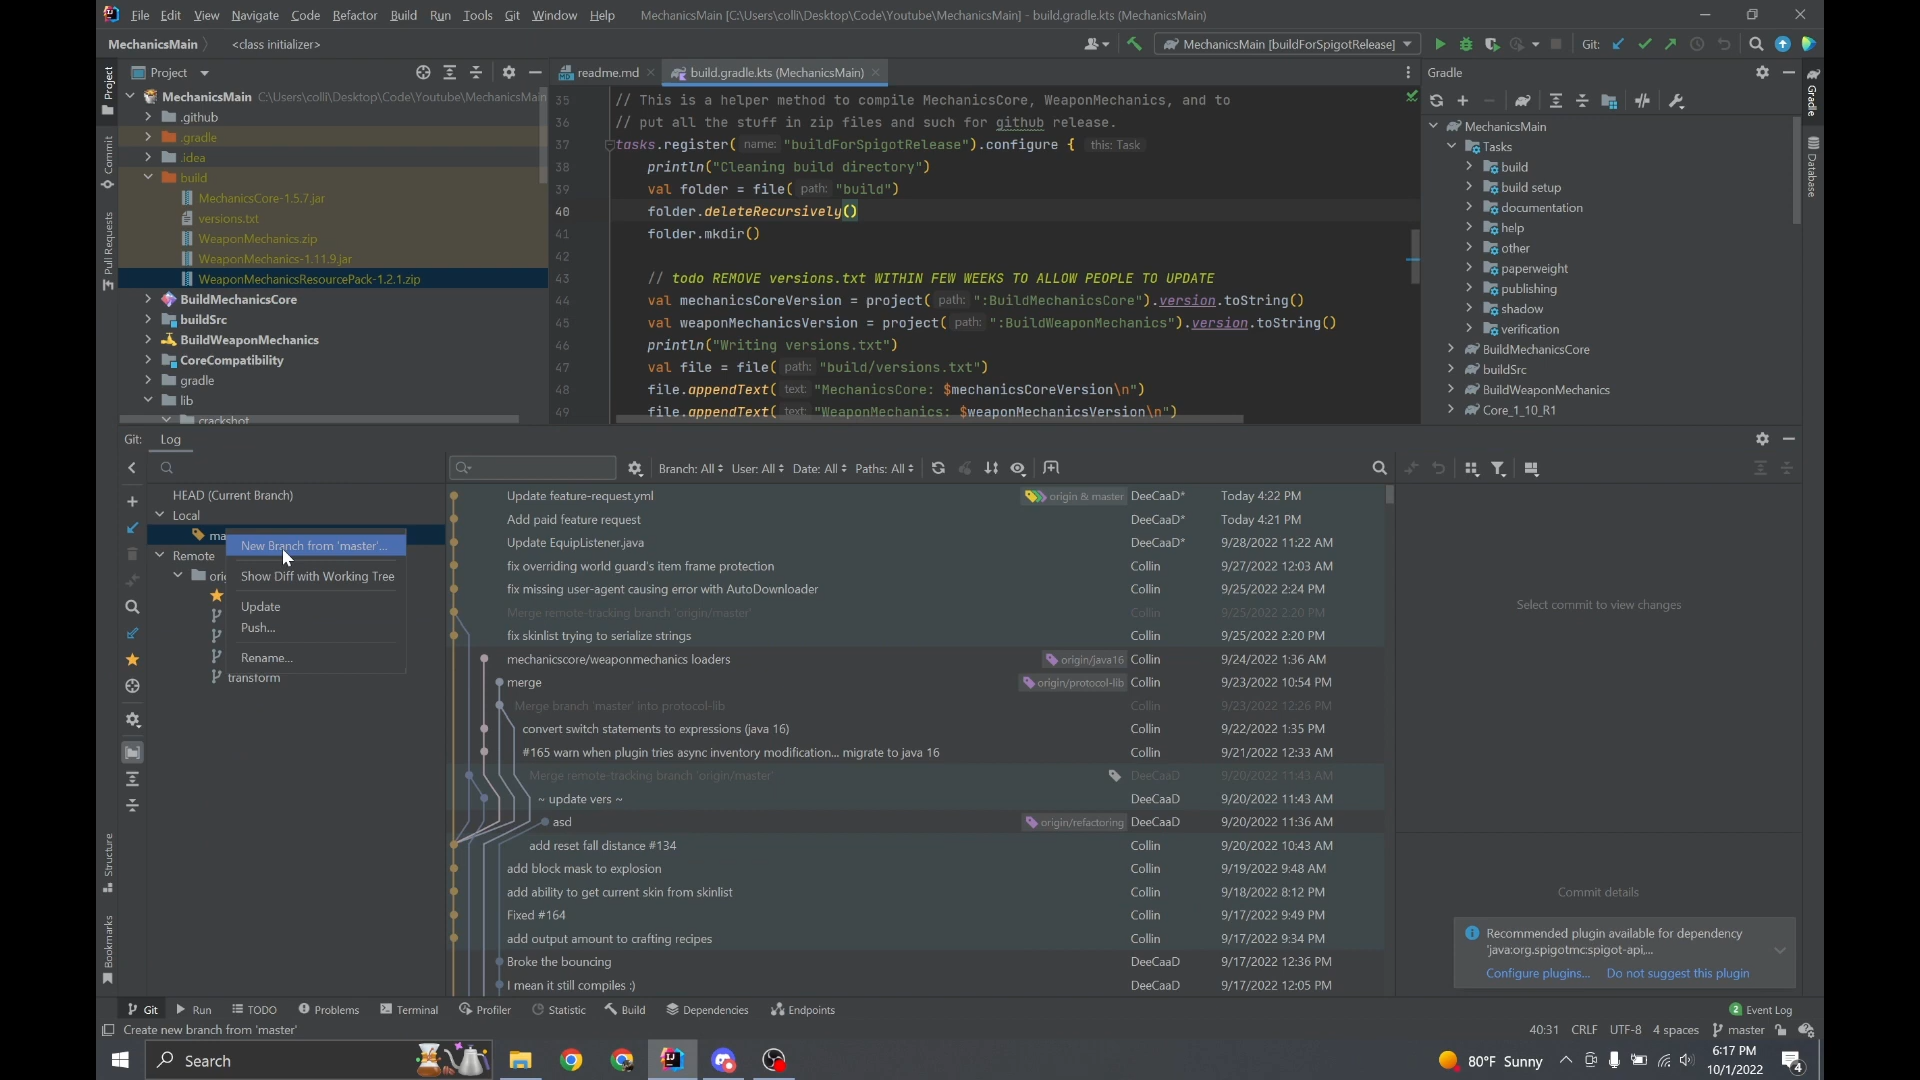 File Edit View Navigate Code Refactor Build Run Tools Git Window Help MechanicsMain [C:\Users\colli\Desktop\Code\Youtube\MechanicsMain] - build.gradle.kts (MechanicsMain)
MechanicsMain <class initializer> MechanicsMain [buildForSpigotRelease] Git:
Project readme.md build.gradle.kts (MechanicsMain) Gradle
MechanicsMain C:\Users\colli\Desktop\Code\Youtube\MechanicsMain
.github
.gradle
.idea
build
MechanicsCore-1.5.7.jar
versions.txt
WeaponMechanics.zip
WeaponMechanics-1.11.9.jar
WeaponMechanicsResourcePack-1.2.1.zip
BuildMechanicsCore
buildSrc
BuildWeaponMechanics
CoreCompatibility
gradle
lib
crackshot
35 // This is a helper method to compile MechanicsCore, WeaponMechanics, and to
36 // put all the stuff in zip files and such for github release.
37 tasks.register( name: "buildForSpigotRelease").configure { this: Task
38 println("Cleaning build directory")
39 val folder = file( path: "build")
40 folder.deleteRecursively()
41 folder.mkdir()
42
43 // todo REMOVE versions.txt WITHIN FEW WEEKS TO ALLOW PEOPLE TO UPDATE
44 val mechanicsCoreVersion = project( path: ":BuildMechanicsCore").version.toString()
45 val weaponMechanicsVersion = project( path: ":BuildWeaponMechanics").version.toString()
46 println("Writing versions.txt")
47 val file = file( path: "build/versions.txt")
48 file.appendText( text: "MechanicsCore: $mechanicsCoreVersion\n")
49 file.appendText( text: "WeaponMechanics: $weaponMechanicsVersion\n")
MechanicsMain
Tasks
build
build setup
documentation
help
other
paperweight
publishing
shadow
verification
BuildMechanicsCore
buildSrc
BuildWeaponMechanics
Core_1_10_R1
Project
Commit
Pull Requests
Structure
Bookmarks
Gradle
Database
Git: Log
Branch: All User: All Date: All Paths: All
HEAD (Current Branch)
Local
ma
Remote
orig
transform
New Branch from 'master'...
Show Diff with Working Tree
Update
Push...
Rename...
Update feature-request.yml origin & master DeeCaaD* Today 4:22 PM
Add paid feature request DeeCaaD* Today 4:21 PM
Update EquipListener.java DeeCaaD* 9/28/2022 11:22 AM
fix overriding world guard's item frame protection Collin 9/27/2022 12:03 AM
fix missing user-agent causing error with AutoDownloader Collin 9/25/2022 2:24 PM
Merge remote-tracking branch 'origin/master' Collin 9/25/2022 2:20 PM
fix skinlist trying to serialize strings Collin 9/25/2022 2:20 PM
mechanicscore/weaponmechanics loaders origin/java16 Collin 9/24/2022 1:36 AM
merge origin/protocol-lib Collin 9/23/2022 10:54 PM
Merge branch 'master' into protocol-lib Collin 9/23/2022 12:26 PM
convert switch statements to expressions (java 16) Collin 9/22/2022 1:35 PM
#165 warn when plugin tries async inventory modification... migrate to java 16 Collin 9/21/2022 12:33 AM
Merge remote-tracking branch 'origin/master' DeeCaaD 9/20/2022 11:43 AM
~ update vers ~ DeeCaaD 9/20/2022 11:43 AM
asd origin/refactoring DeeCaaD 9/20/2022 11:36 AM
add reset fall distance #134 Collin 9/20/2022 10:43 AM
add block mask to explosion Collin 9/19/2022 9:48 AM
add ability to get current skin from skinlist Collin 9/18/2022 8:12 PM
Fixed #164 Collin 9/17/2022 9:49 PM
add output amount to crafting recipes Collin 9/17/2022 9:34 PM
Broke the bouncing DeeCaaD 9/17/2022 12:36 PM
I mean it still compiles :) DeeCaaD 9/17/2022 12:05 PM
Select commit to view changes
Commit details
Recommended plugin available for dependency
'java:org.spigotmc:spigot-api,...
Configure plugins... Do not suggest this plugin
Git Run TODO Problems Terminal Profiler Statistic Build Dependencies Endpoints 2 Event Log
Create new branch from 'master' 40:31 CRLF UTF-8 4 spaces master
Search 80°F Sunny 6:17 PM
10/1/2022 4